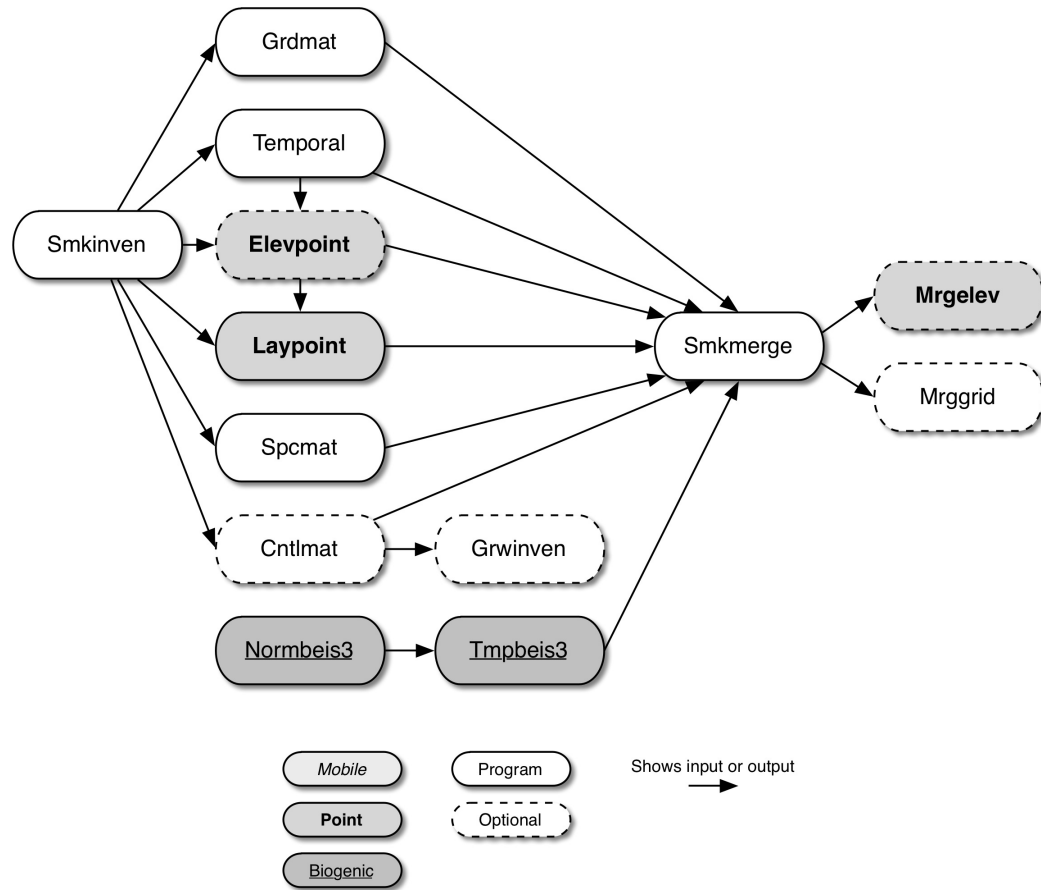 Grdmat
Temporal
Smkinven
Elevpoint
Mrgelev
Laypoint
Smkmerge
Mrggrid
Spcmat
Cntlmat
Grwinven
Normbeis3
Tmpbeis3
Mobile
Program
Shows input or output
Point
Optional
Biogenic